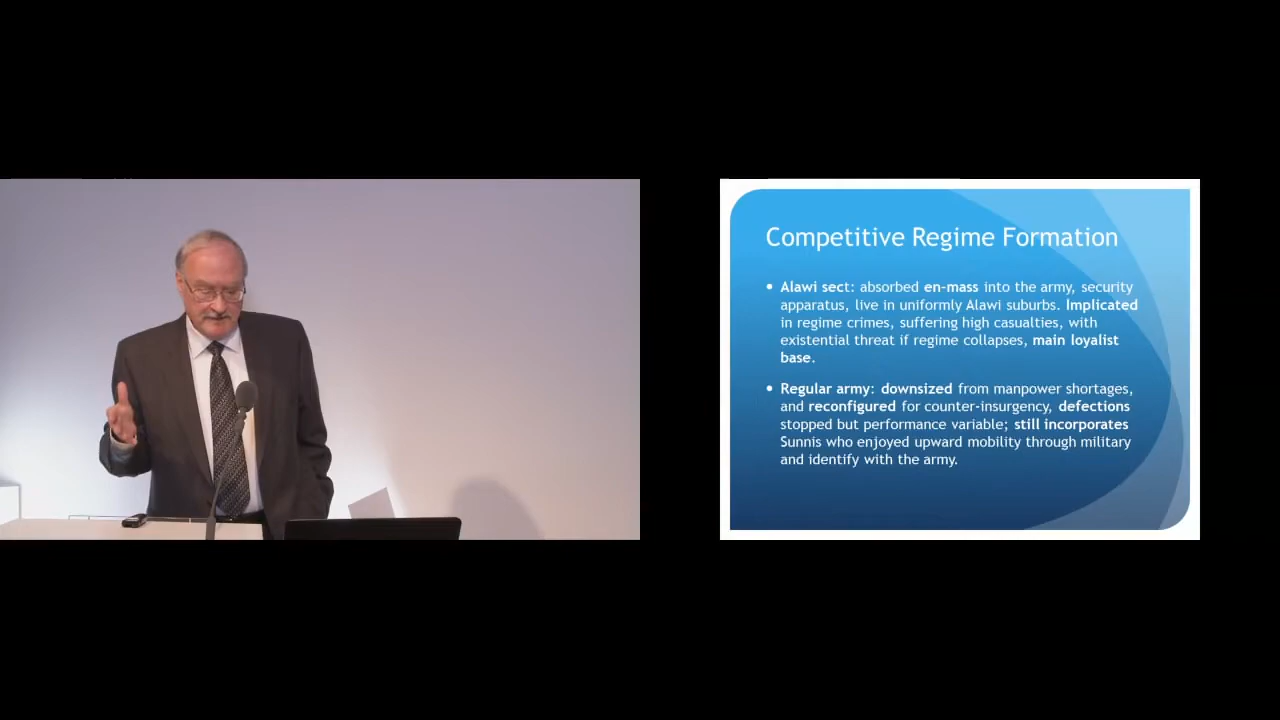 Competitive Regime Formation
• Alawi sect: absorbed en-mass into the army, security
apparatus, live in uniformly Alawi suburbs. Implicated
in regime crimes, suffering high casualties, with
existential threat if regime collapses, main loyalist
base.
• Regular army: downsized from manpower shortages,
and reconfigured for counter-insurgency, defections
stopped but performance variable; still incorporates
Sunnis who enjoyed upward mobility through military
and identify with the army.